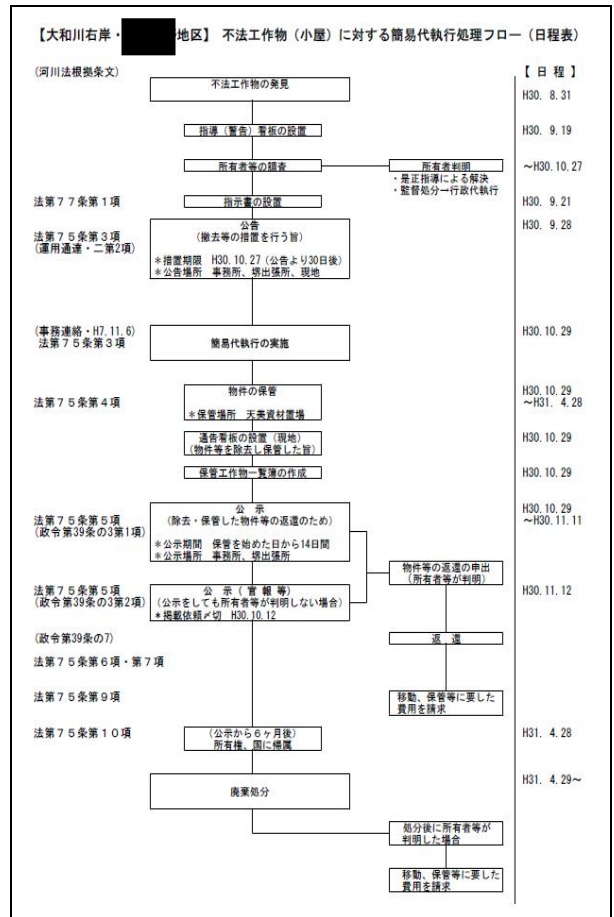 【大和川右岸・ 地区】 不法工作物（小屋）に対する簡易代執行処理フロー（日程表）
(河川法根拠条文)
【 日 程 】
不法工作物の発見
H30. 8.31
指導（警告）看板の設置
H30. 9.19
所有者等の調査
所有者判明
～H30.10.27
・是正指導による解決
・監督処分→行政代執行
法第７７条第１項
指示書の設置
H30. 9.21
法第７５条第３項
(運用通達・二第2項)
公告
(撤去等の措置を行う旨)
＊措置期限 H30.10.27（公告より30日後）
＊公告場所 事務所、堺出張所、現地
H30. 9.28
(事務連絡・H7.11.6)
法第７５条第３項
簡易代執行の実施
H30.10.29
法第７５条第４項
物件の保管
＊保管場所 天美資材置場
H30.10.29
～H31. 4.28
通告看板の設置（現地）
(物件等を除去し保管した旨)
H30.10.29
保管工作物一覧簿の作成
H30.10.29
法第７５条第５項
(政令第39条の3第1項)
公 示
(除去・保管した物件等の返還のため)
＊公示期間 保管を始めた日から14日間
＊公示場所 事務所、堺出張所
H30.10.29
～H30.11.11
物件等の返還の申出
(所有者等が判明)
法第７５条第５項
(政令第39条の3第2項)
公 示（ 官 報 等）
(公示をしても所有者等が判明しない場合)
＊掲載依頼〆切 H30.10.12
H30.11.12
(政令第39条の7)
返 還
法第７５条第６項・第７項
法第７５条第９項
移動、保管等に要した
費用を請求
法第７５条第１０項
(公示から６ヶ月後)
所有権、国に帰属
H31. 4.28
廃棄処分
H31. 4.29～
処分後に所有者等が
判明した場合
移動、保管等に要した
費用を請求